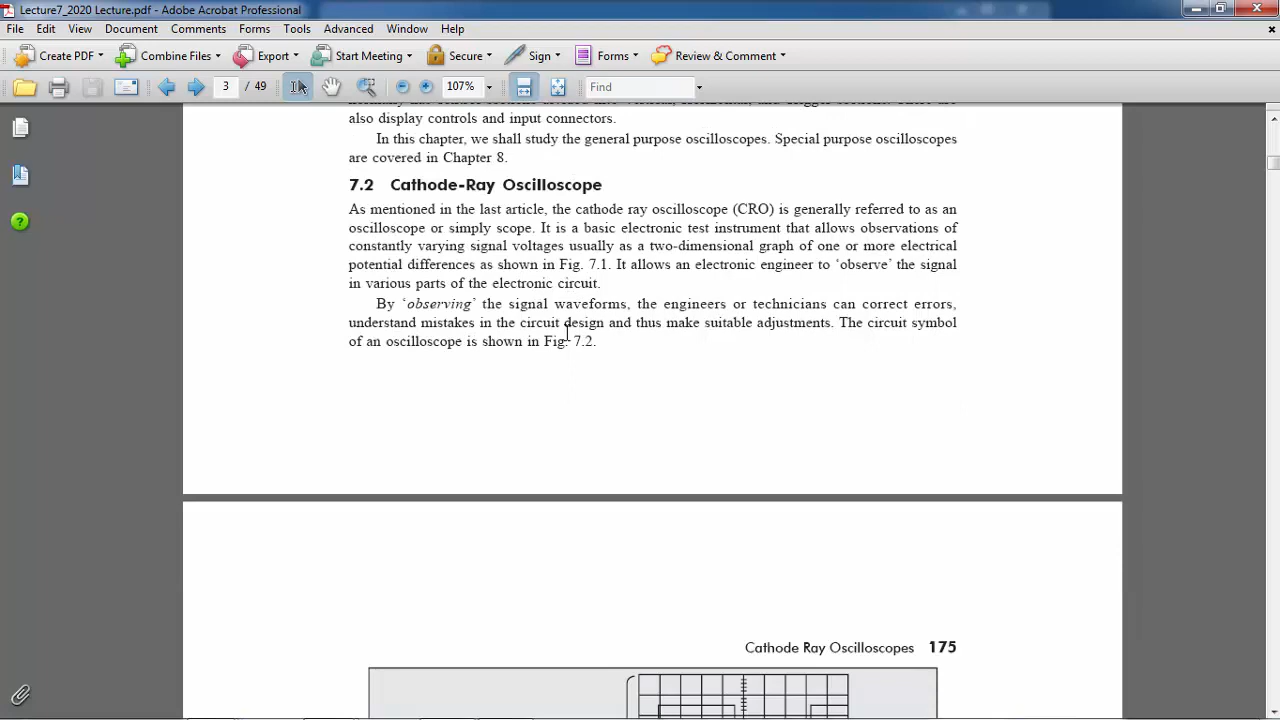 Lecture7_2020 Lecture.pdf - Adobe Acrobat Professional
File Edit View Document Comments Forms Tools Advanced Window Help
Create PDF Combine Files Export Start Meeting Secure Sign Forms Review & Comment
3 / 49 107% Find
also display controls and input connectors.
In this chapter, we shall study the general purpose oscilloscopes. Special purpose oscilloscopes
are covered in Chapter 8.
7.2 Cathode-Ray Oscilloscope
As mentioned in the last article, the cathode ray oscilloscope (CRO) is generally referred to as an
oscilloscope or simply scope. It is a basic electronic test instrument that allows observations of
constantly varying signal voltages usually as a two-dimensional graph of one or more electrical
potential differences as shown in Fig. 7.1. It allows an electronic engineer to ‘observe’ the signal
in various parts of the electronic circuit.
By ‘observing’ the signal waveforms, the engineers or technicians can correct errors,
understand mistakes in the circuit design and thus make suitable adjustments. The circuit symbol
of an oscilloscope is shown in Fig. 7.2.
Cathode Ray Oscilloscopes 175